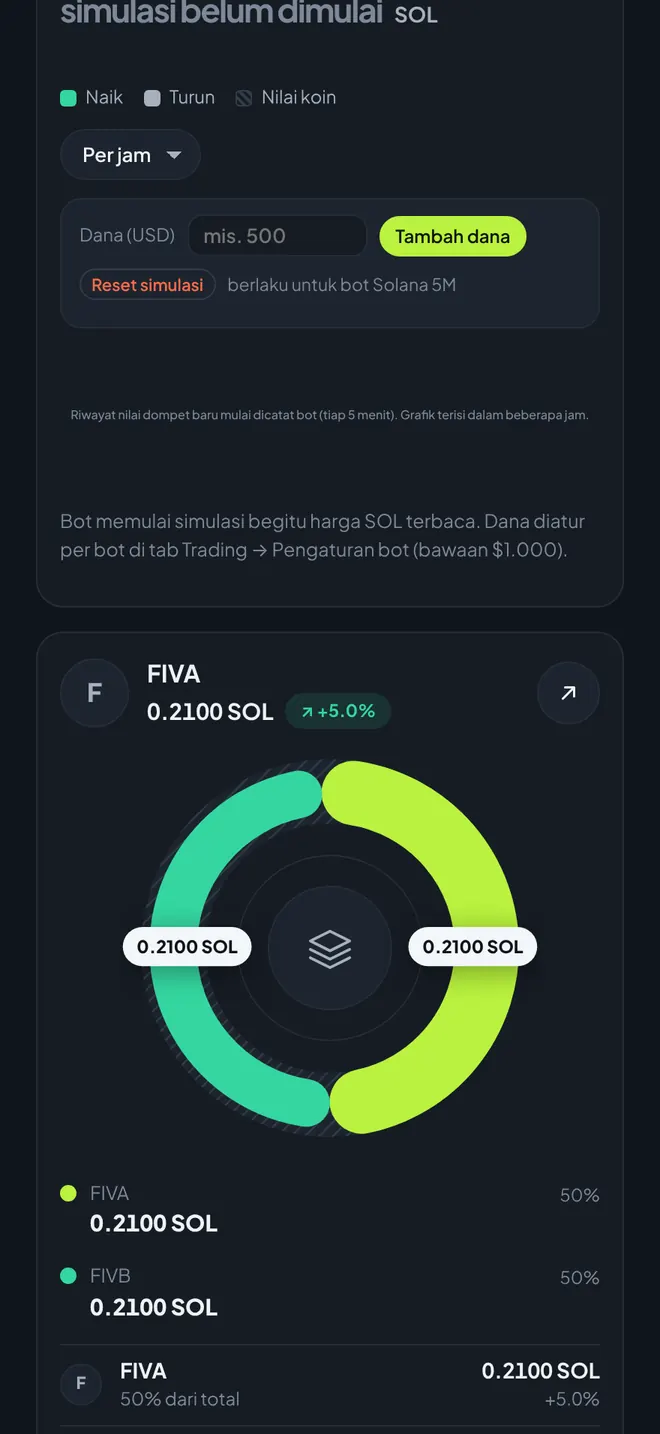 simulasi belum dimulai SOL
Naik Turun Nilai koin
Per jam
Dana (USD) mis. 500 Tambah dana
Reset simulasi berlaku untuk bot Solana 5M
Riwayat nilai dompet baru mulai dicatat bot (tiap 5 menit). Grafik terisi dalam beberapa jam.
Bot memulai simulasi begitu harga SOL terbaca. Dana diatur
per bot di tab Trading → Pengaturan bot (bawaan $1.000).
F
FIVA
0.2100 SOL +5.0%
0.2100 SOL 0.2100 SOL
FIVA 50%
0.2100 SOL
FIVB 50%
0.2100 SOL
F
FIVA 0.2100 SOL
50% dari total +5.0%